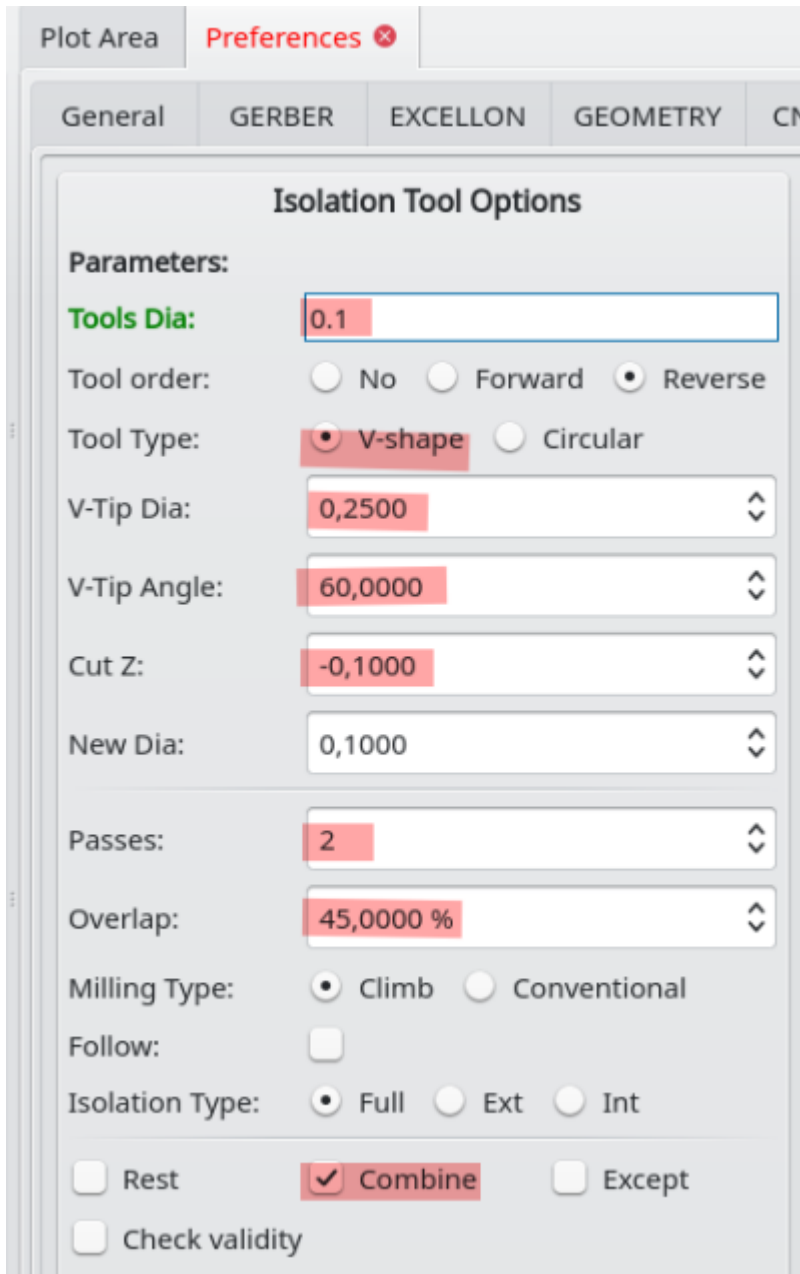 Plot Area Preferences
General GERBER EXCELLON GEOMETRY CN
Isolation Tool Options
Parameters:
Tools Dia: 0.1
Tool order: No Forward Reverse
Tool Type: V-shape Circular
V-Tip Dia: 0,2500
V-Tip Angle: 60,0000
Cut Z: -0,1000
New Dia: 0,1000
Passes: 2
Overlap: 45,0000 %
Milling Type: Climb Conventional
Follow:
Isolation Type: Full Ext Int
Rest Combine Except
Check validity